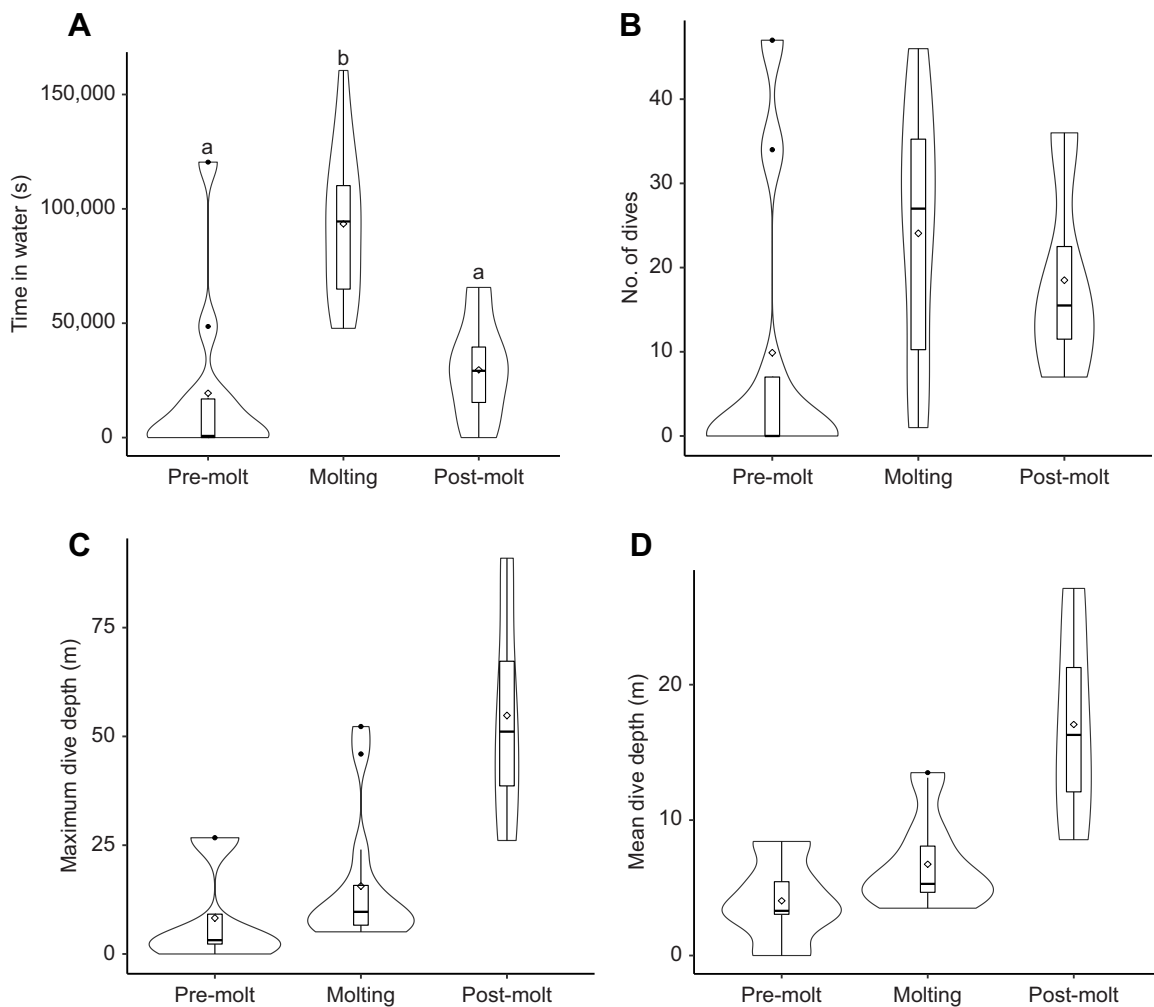 A
Time in water (s)
150,000
100,000
50,000
0
a
b
a
Pre-molt Molting Post-molt
B
No. of dives
40
30
20
10
0
Pre-molt Molting Post-molt
C
Maximum dive depth (m)
75
50
25
0
Pre-molt Molting Post-molt
D
Mean dive depth (m)
20
10
0
Pre-molt Molting Post-molt